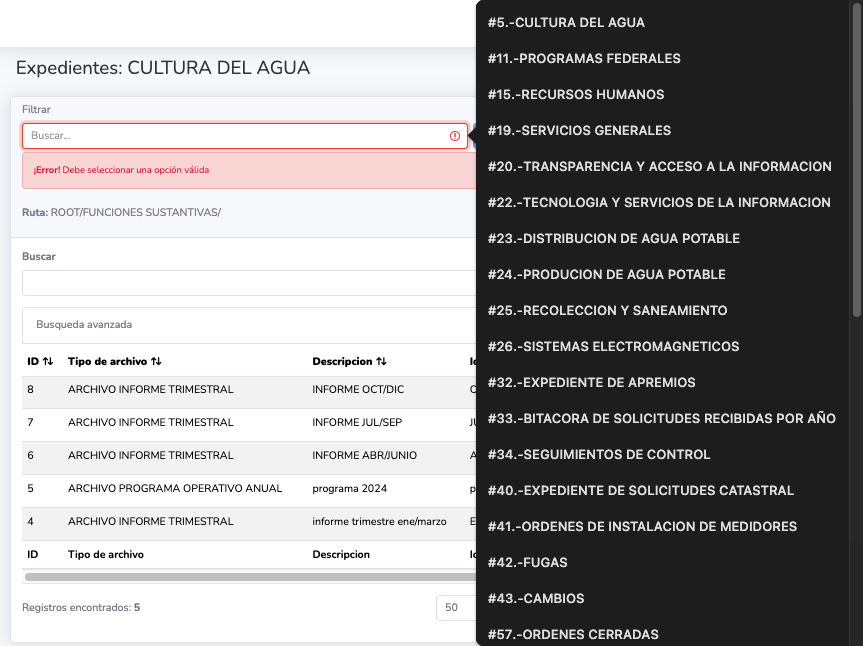 Expedientes: CULTURA DEL AGUA
Filtrar
Buscar...
¡Error! Debe seleccionar una opción válida
Ruta: ROOT/FUNCIONES SUSTANTIVAS/
Buscar
Busqueda avanzada
ID Tipo de archivo Descripcion
8 ARCHIVO INFORME TRIMESTRAL INFORME OCT/DIC
7 ARCHIVO INFORME TRIMESTRAL INFORME JUL/SEP
6 ARCHIVO INFORME TRIMESTRAL INFORME ABR/JUNIO
5 ARCHIVO PROGRAMA OPERATIVO ANUAL programa 2024
4 ARCHIVO INFORME TRIMESTRAL informe trimestre ene/marzo
ID Tipo de archivo Descripcion
Registros encontrados: 5
50
#5.-CULTURA DEL AGUA
#11.-PROGRAMAS FEDERALES
#15.-RECURSOS HUMANOS
#19.-SERVICIOS GENERALES
#20.-TRANSPARENCIA Y ACCESO A LA INFORMACION
#22.-TECNOLOGIA Y SERVICIOS DE LA INFORMACION
#23.-DISTRIBUCION DE AGUA POTABLE
#24.-PRODUCION DE AGUA POTABLE
#25.-RECOLECCION Y SANEAMIENTO
#26.-SISTEMAS ELECTROMAGNETICOS
#32.-EXPEDIENTE DE APREMIOS
#33.-BITACORA DE SOLICITUDES RECIBIDAS POR AÑO
#34.-SEGUIMIENTOS DE CONTROL
#40.-EXPEDIENTE DE SOLICITUDES CATASTRAL
#41.-ORDENES DE INSTALACION DE MEDIDORES
#42.-FUGAS
#43.-CAMBIOS
#57.-ORDENES CERRADAS